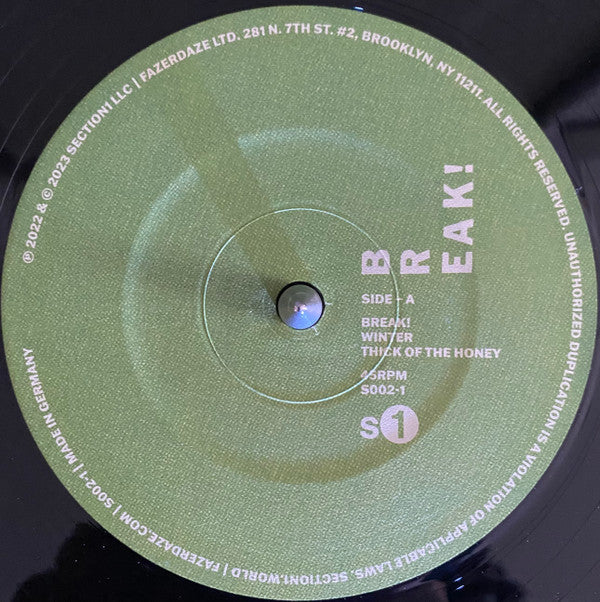 ℗ 2022 & © 2023 SECTION1 LLC | FAZERDAZE LTD. 281 N. 7TH ST. #2, BROOKLYN, NY 11211. ALL RIGHTS RESERVED. UNAUTHORIZED DUPLICATION IS A VIOLATION OF APPLICABLE LAWS. SECTION1.WORLD | FAZERDAZE.COM | S002-1 | MADE IN GERMANY
B
R
EAK!
SIDE - A
BREAK!
WINTER
THICK OF THE HONEY
45RPM
S002-1
S1